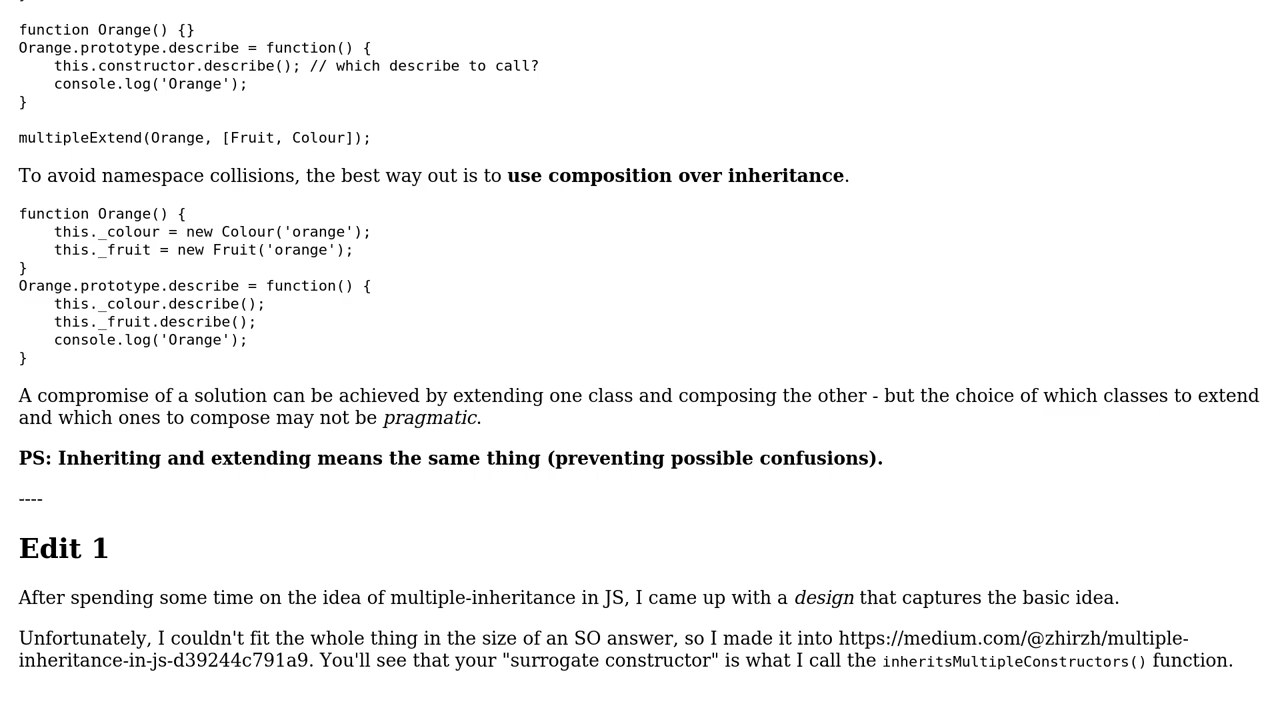 function Orange() {}
Orange.prototype.describe = function() {
    this.constructor.describe(); // which describe to call?
    console.log('Orange');
}
multipleExtend(Orange, [Fruit, Colour]);
To avoid namespace collisions, the best way out is to use composition over inheritance.
function Orange() {
    this._colour = new Colour('orange');
    this._fruit = new Fruit('orange');
}
Orange.prototype.describe = function() {
    this._colour.describe();
    this._fruit.describe();
    console.log('Orange');
}
A compromise of a solution can be achieved by extending one class and composing the other - but the choice of which classes to extend
and which ones to compose may not be pragmatic.
PS: Inheriting and extending means the same thing (preventing possible confusions).
----
Edit 1
After spending some time on the idea of multiple-inheritance in JS, I came up with a design that captures the basic idea.
Unfortunately, I couldn't fit the whole thing in the size of an SO answer, so I made it into https://medium.com/@zhirzh/multiple-
inheritance-in-js-d39244c791a9. You'll see that your "surrogate constructor" is what I call the inheritsMultipleConstructors() function.